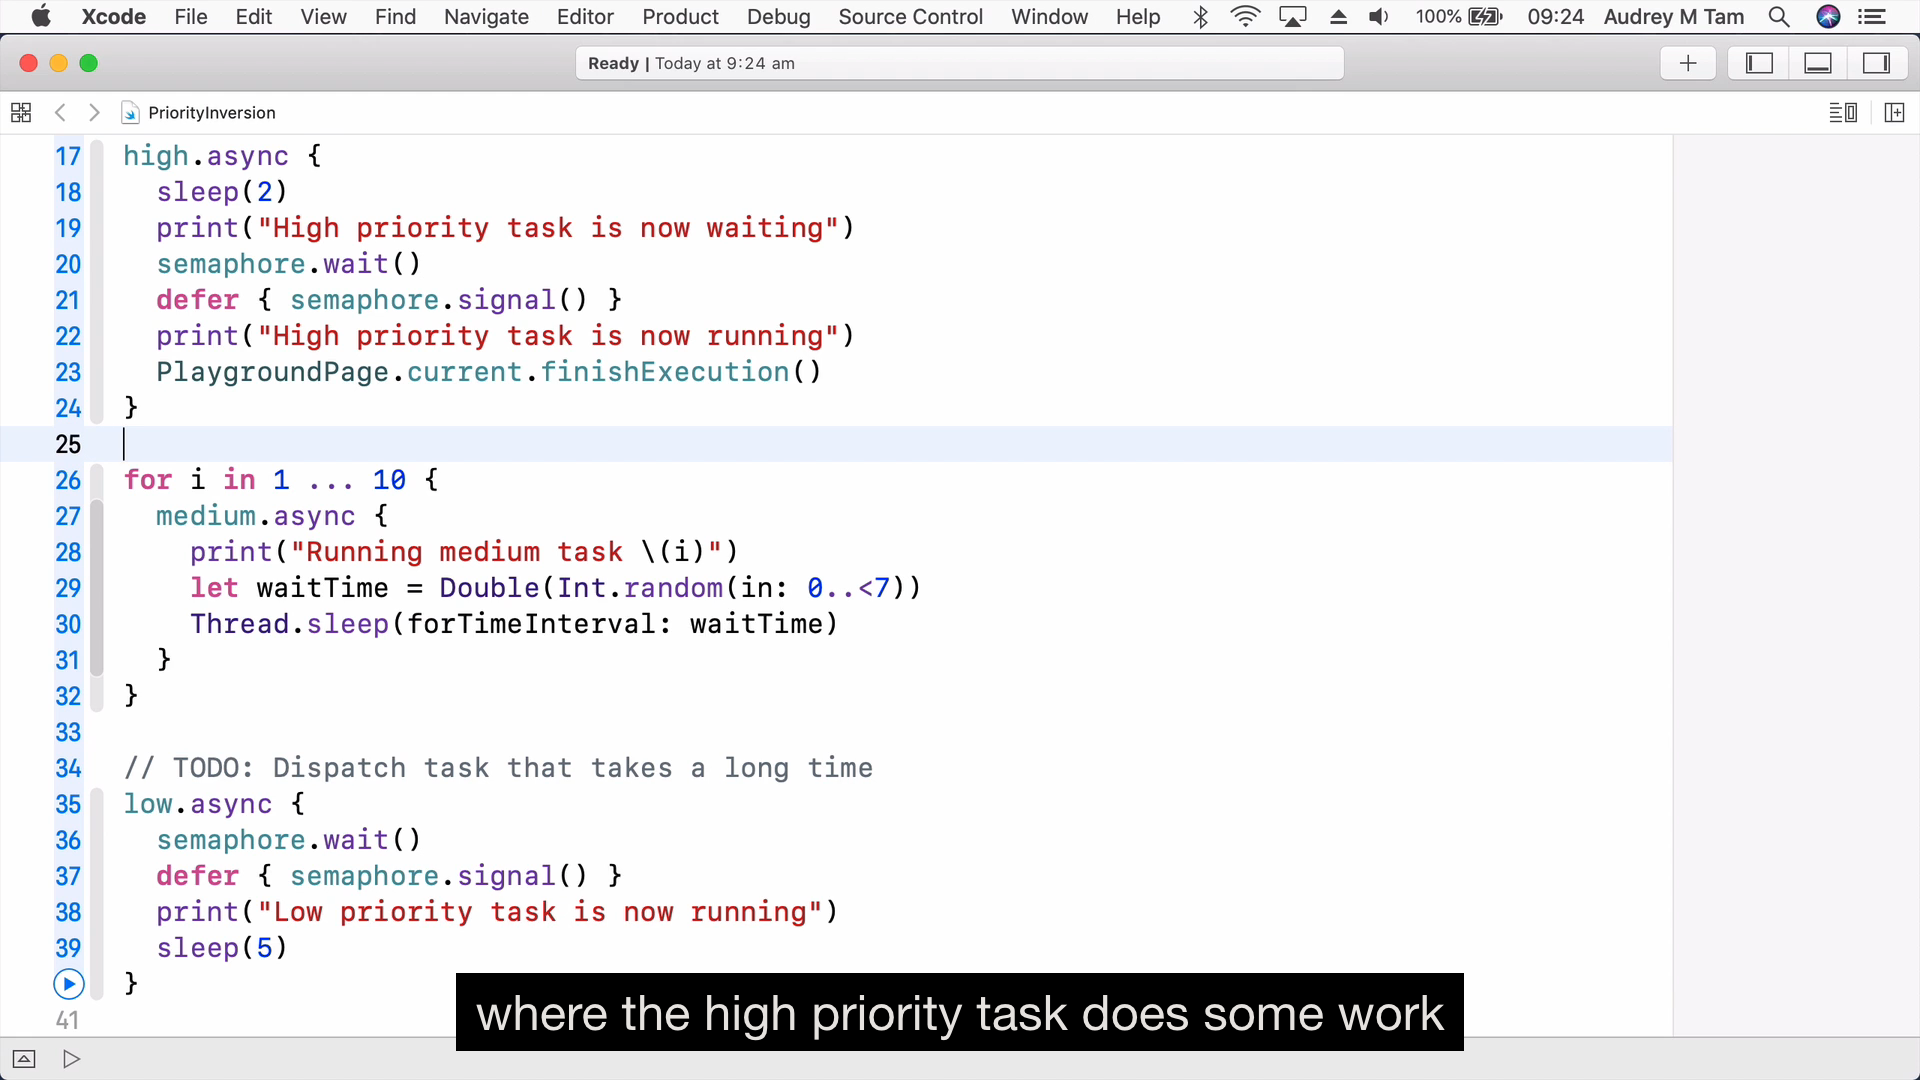 Xcode File Edit View Find Navigate Editor Product Debug Source Control Window Help 100% 09:24 Audrey M Tam
Ready | Today at 9:24 am
PriorityInversion
17 high.async {
18 sleep(2)
19 print("High priority task is now waiting")
20 semaphore.wait()
21 defer { semaphore.signal() }
22 print("High priority task is now running")
23 PlaygroundPage.current.finishExecution()
24 }
25
26 for i in 1 ... 10 {
27 medium.async {
28 print("Running medium task \(i)")
29 let waitTime = Double(Int.random(in: 0..<7))
30 Thread.sleep(forTimeInterval: waitTime)
31 }
32 }
33
34 // TODO: Dispatch task that takes a long time
35 low.async {
36 semaphore.wait()
37 defer { semaphore.signal() }
38 print("Low priority task is now running")
39 sleep(5)
}
41
where the high priority task does some work